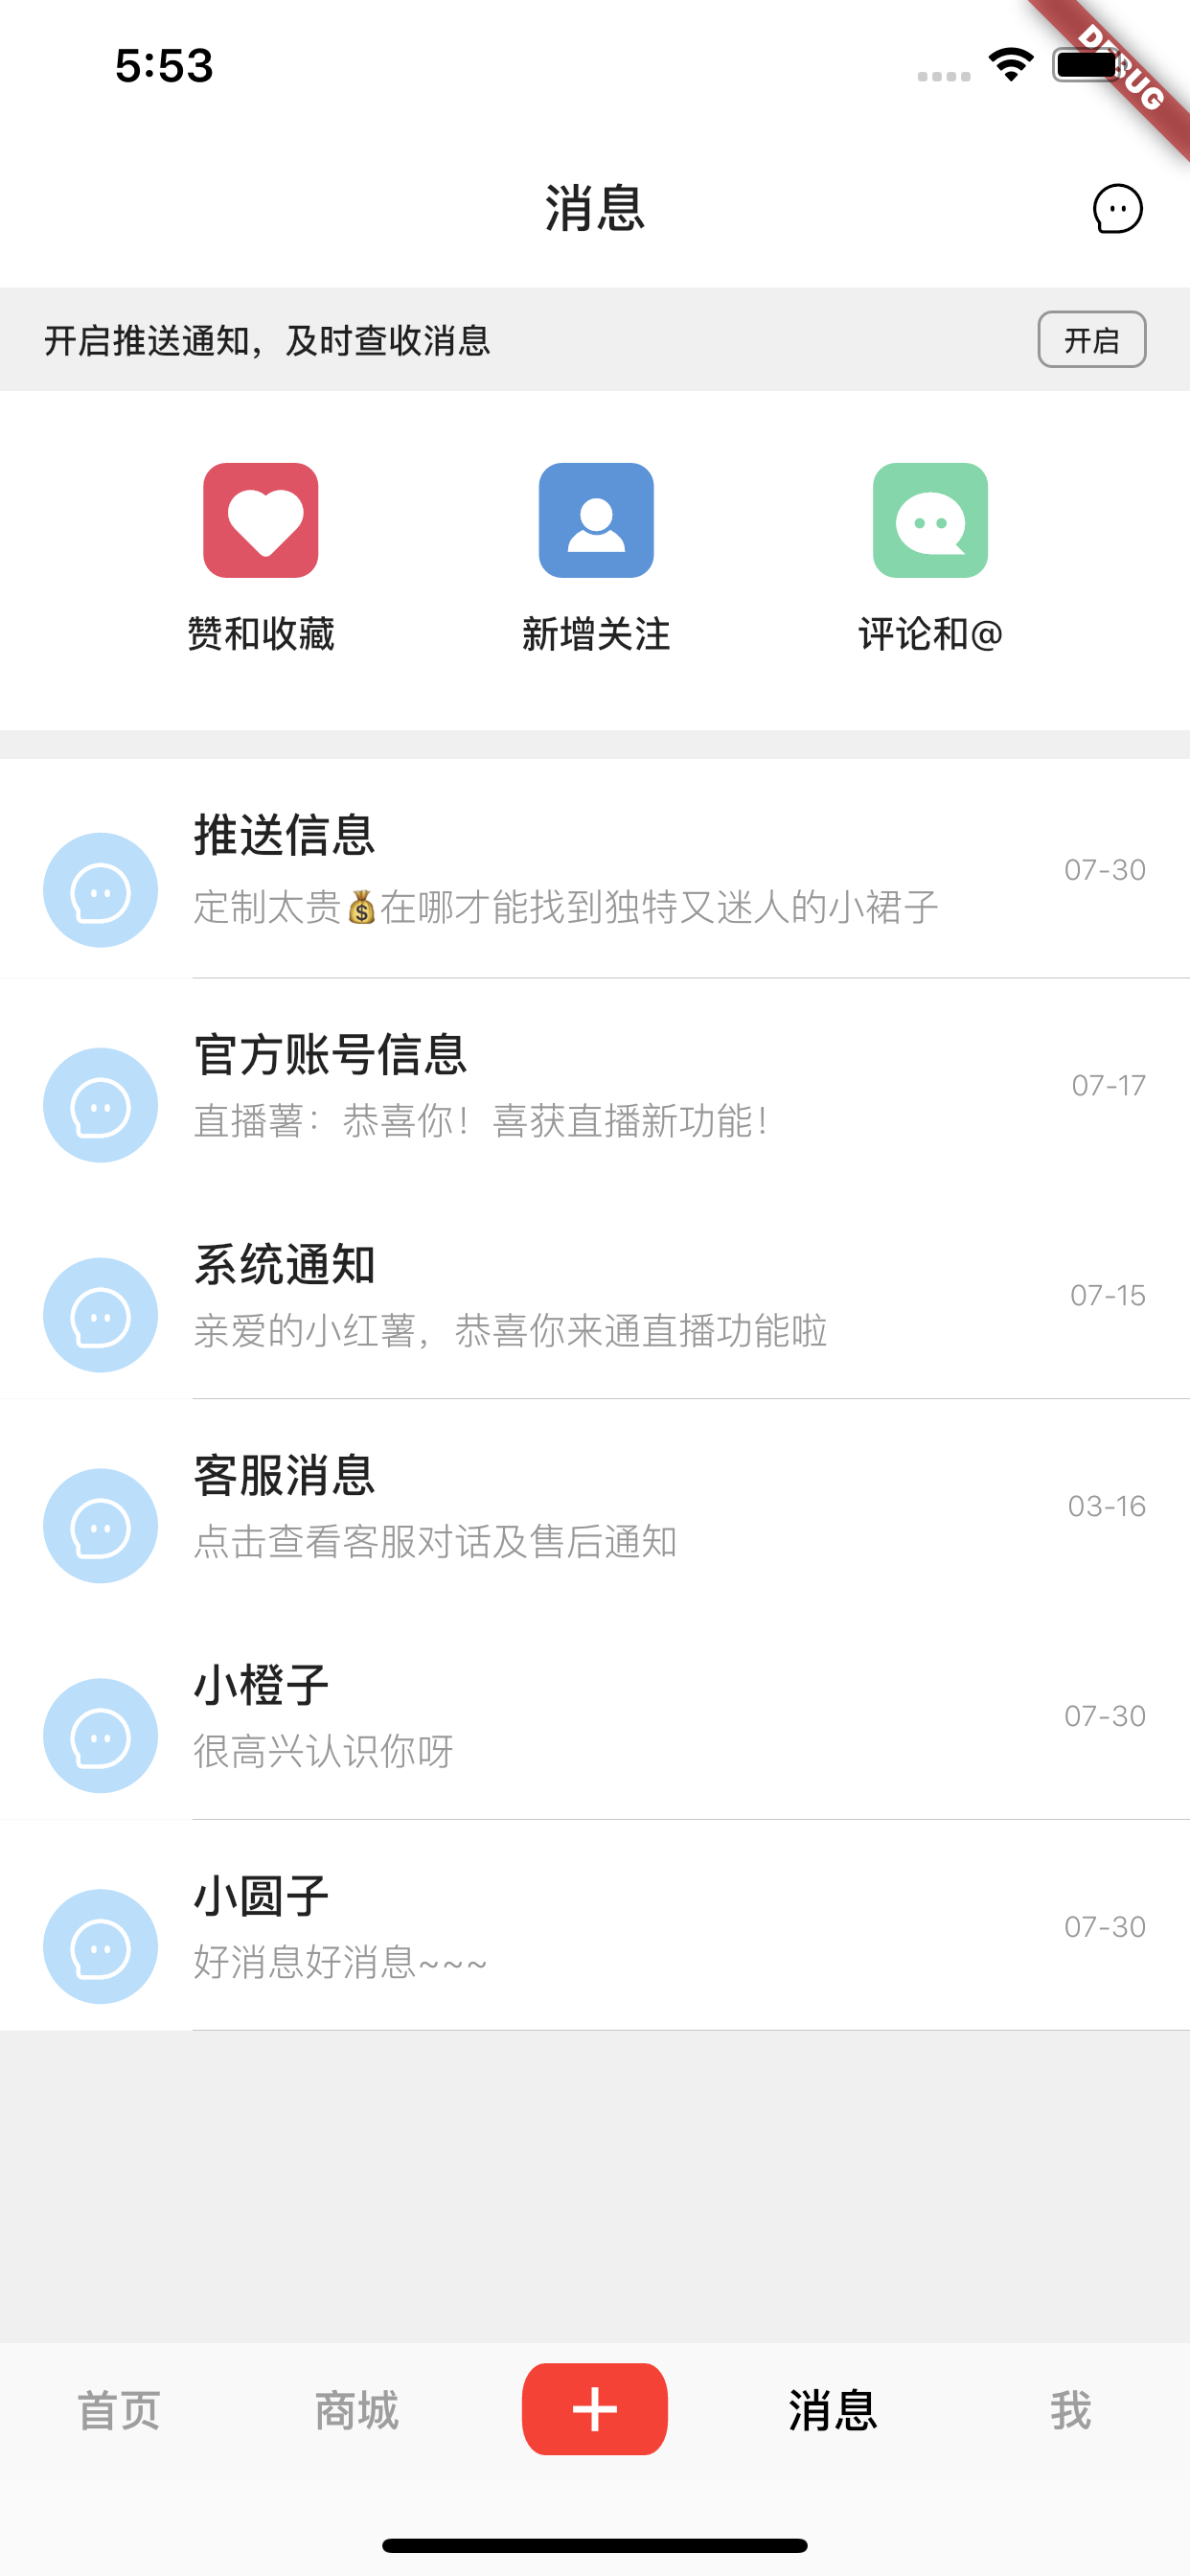 5:53
DEBUG
消息
开启推送通知，及时查收消息
开启
赞和收藏
新增关注
评论和@
推送信息
07-30
定制太贵💰在哪才能找到独特又迷人的小裙子
官方账号信息
07-17
直播薯：恭喜你！喜获直播新功能！
系统通知
07-15
亲爱的小红薯，恭喜你来通直播功能啦
客服消息
03-16
点击查看客服对话及售后通知
小橙子
07-30
很高兴认识你呀
小圆子
07-30
好消息好消息~~~
首页
商城
消息
我